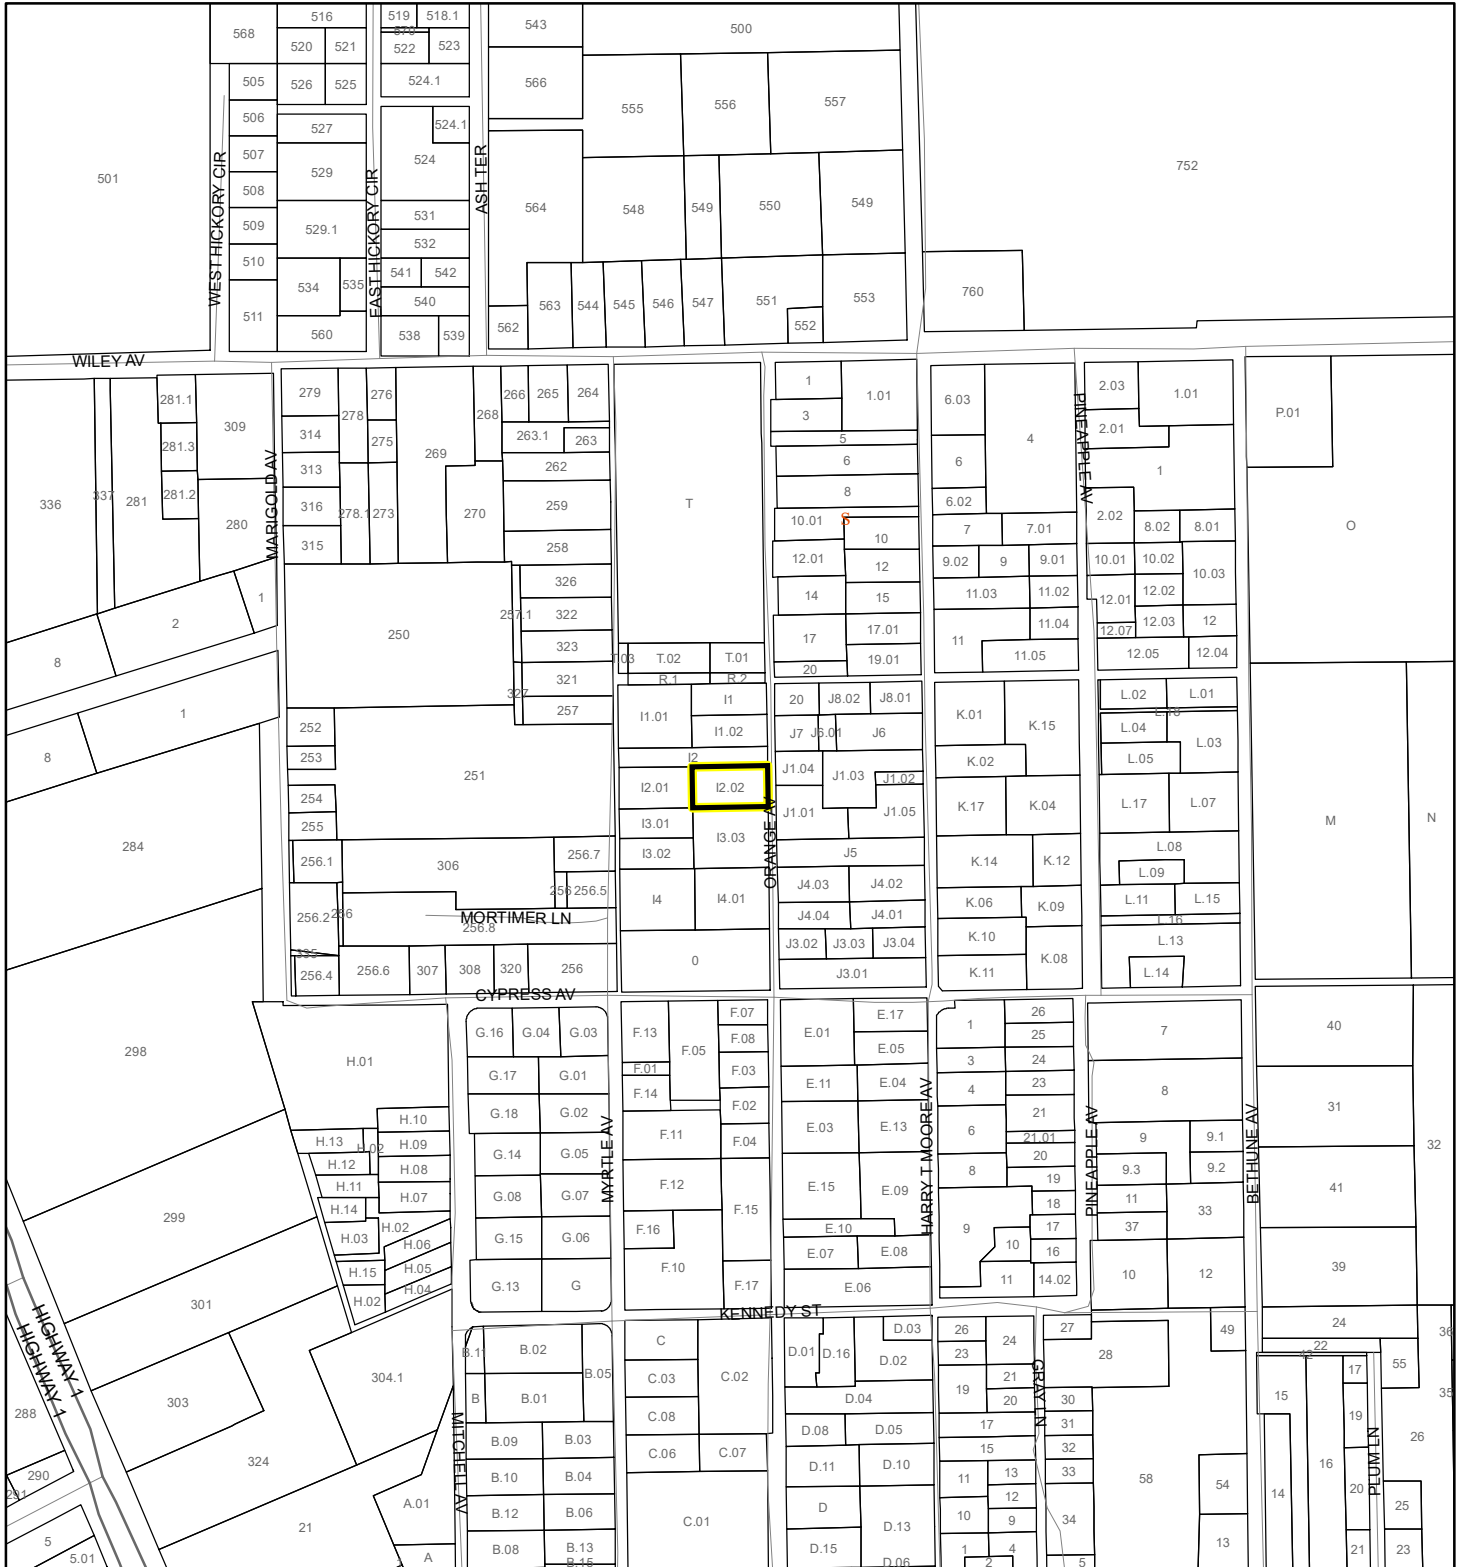 516
519
518.1
568
543
500
570
520
521
522
523
526
525
524.1
505
566
555
556
557
506
527
524.1
507
529
524
752
501
508
WEST HICKORY CIR
EAST HICKORY CIR
ASH TER
564
548
549
550
549
509
529.1
531
532
510
541
542
534
535
540
511
560
538
539
562
563
544
545
546
547
551
552
553
760
WILEY AV
281.1
309
281.3
281.2
336
337
281
280
MARIGOLD AV
279
278
276
269
268
266
265
264
314
275
263.1
263
313
262
316
278.1
273
270
259
315
258
T
1
1.01
3
5
6
8
10.01
S
10
12.01
12
14
15
17
17.01
20
19.01
6.03
4
6
6.02
7
7.01
9.02
9
9.01
11.03
11.02
11
11.04
11.05
PINEAPPLE AV
2.03
1.01
2.01
1
2.02
8.02
8.01
10.01
10.02
10.03
12.01
12.02
12.03
12
12.07
12.05
12.04
P.01
O
1
2
8
1
8
250
257.1
326
322
323
321
327
257
T.03
T.02
T.01
R.1
R.2
I1
I1.01
I1.02
I2
I2.01
I2.02
I3.01
I3.03
I3.02
I4
I4.01
0
ORANGE AV
20
J8.02
J8.01
J7
J6.01
J6
J1.04
J1.03
J1.02
J1.01
J1.05
J5
J4.03
J4.02
J4.04
J4.01
J3.02
J3.03
J3.04
J3.01
K.01
K.15
K.02
K.17
K.04
K.14
K.12
K.06
K.09
K.10
K.11
K.08
L.02
L.01
L.18
L.04
L.03
L.05
L.17
L.07
L.08
L.09
L.11
L.15
L.16
L.13
L.14
M
N
252
253
251
254
255
284
256.1
306
256.7
256
256.5
256.2
256
MORTIMER LN
256.8
335
256.4
256.6
307
308
320
256
CYPRESS AV
298
H.01
H.10
H.13
H.02
H.09
H.12
H.08
H.11
H.07
H.14
H.02
H.03
H.06
H.15
H.05
H.02
H.04
G.16
G.04
G.03
G.17
G.01
G.18
G.02
G.14
G.05
G.08
G.07
G.15
G.06
G.13
G
MYRTLE AV
F.13
F.05
F.07
F.08
F.01
F.03
F.14
F.02
F.11
F.04
F.12
F.15
F.16
F.10
F.17
E.01
E.17
E.05
E.11
E.04
E.03
E.13
E.15
E.09
E.10
E.07
E.08
E.06
HARRY T MOORE AV
1
26
25
3
24
4
23
21
6
21.01
20
8
19
18
9
17
10
16
11
14.02
PINEAPPLE AV
7
8
9
9.1
9.3
9.2
11
33
37
10
12
BETHUNE AV
40
31
32
41
39
24
36
22
42
299
301
HIGHWAY 1
HIGHWAY 1
303
304.1
288
290
291
324
5
5.01
21
A.01
1
A
MITCHELL AV
KENNEDY ST
B.11
B.02
B.05
B
B.01
B.09
B.03
B.10
B.04
B.12
B.06
B.08
B.13
B.15
C
C.02
C.03
C.08
C.06
C.07
C.01
D.01
D.16
D.03
D.02
D.04
D.08
D.05
D.11
D.10
D
D.13
D.15
D.06
26
24
23
21
19
20
17
15
11
13
12
10
9
1
4
2
GRAY LN
27
28
49
30
31
32
33
58
54
34
13
5
15
17
55
35
19
26
16
PLUM LN
20
14
25
21
23